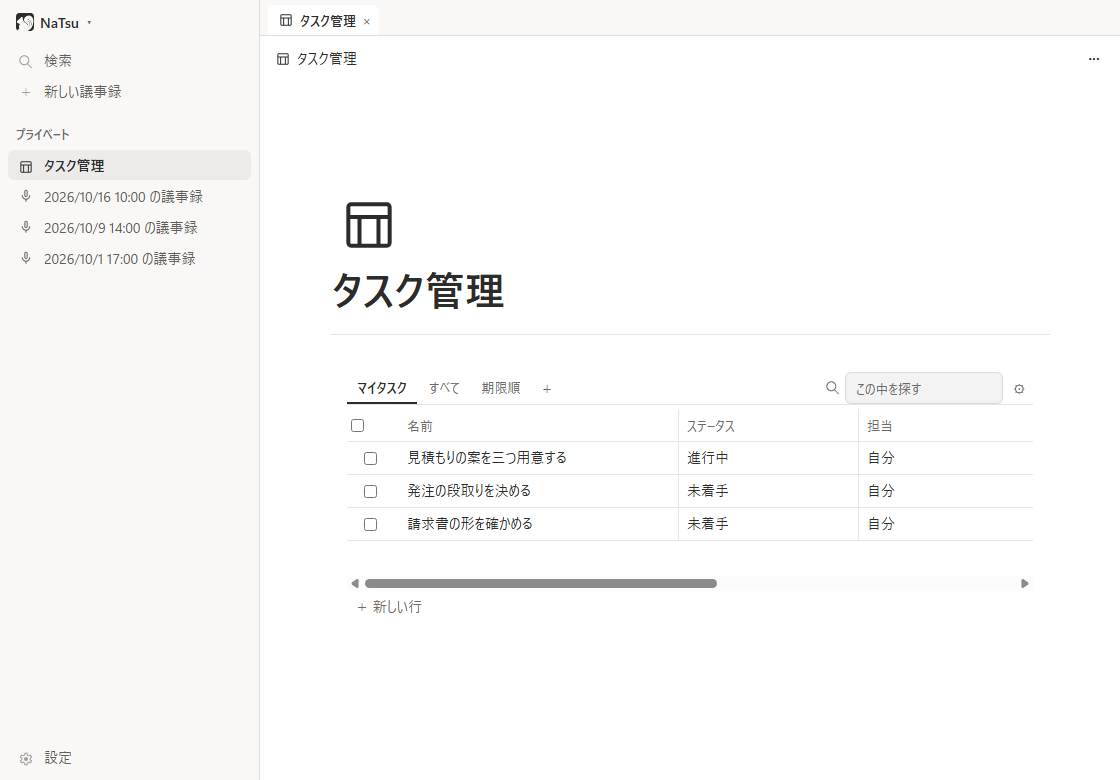 NaTsu
検索
新しい議事録
プライベート
タスク管理
2026/10/16 10:00 の議事録
2026/10/9 14:00 の議事録
2026/10/1 17:00 の議事録
設定
タスク管理 ×
タスク管理
タスク管理
マイタスク すべて 期限順 +
この中を探す
名前 ステータス 担当
見積もりの案を三つ用意する 進行中 自分
発注の段取りを決める 未着手 自分
請求書の形を確かめる 未着手 自分
+ 新しい行